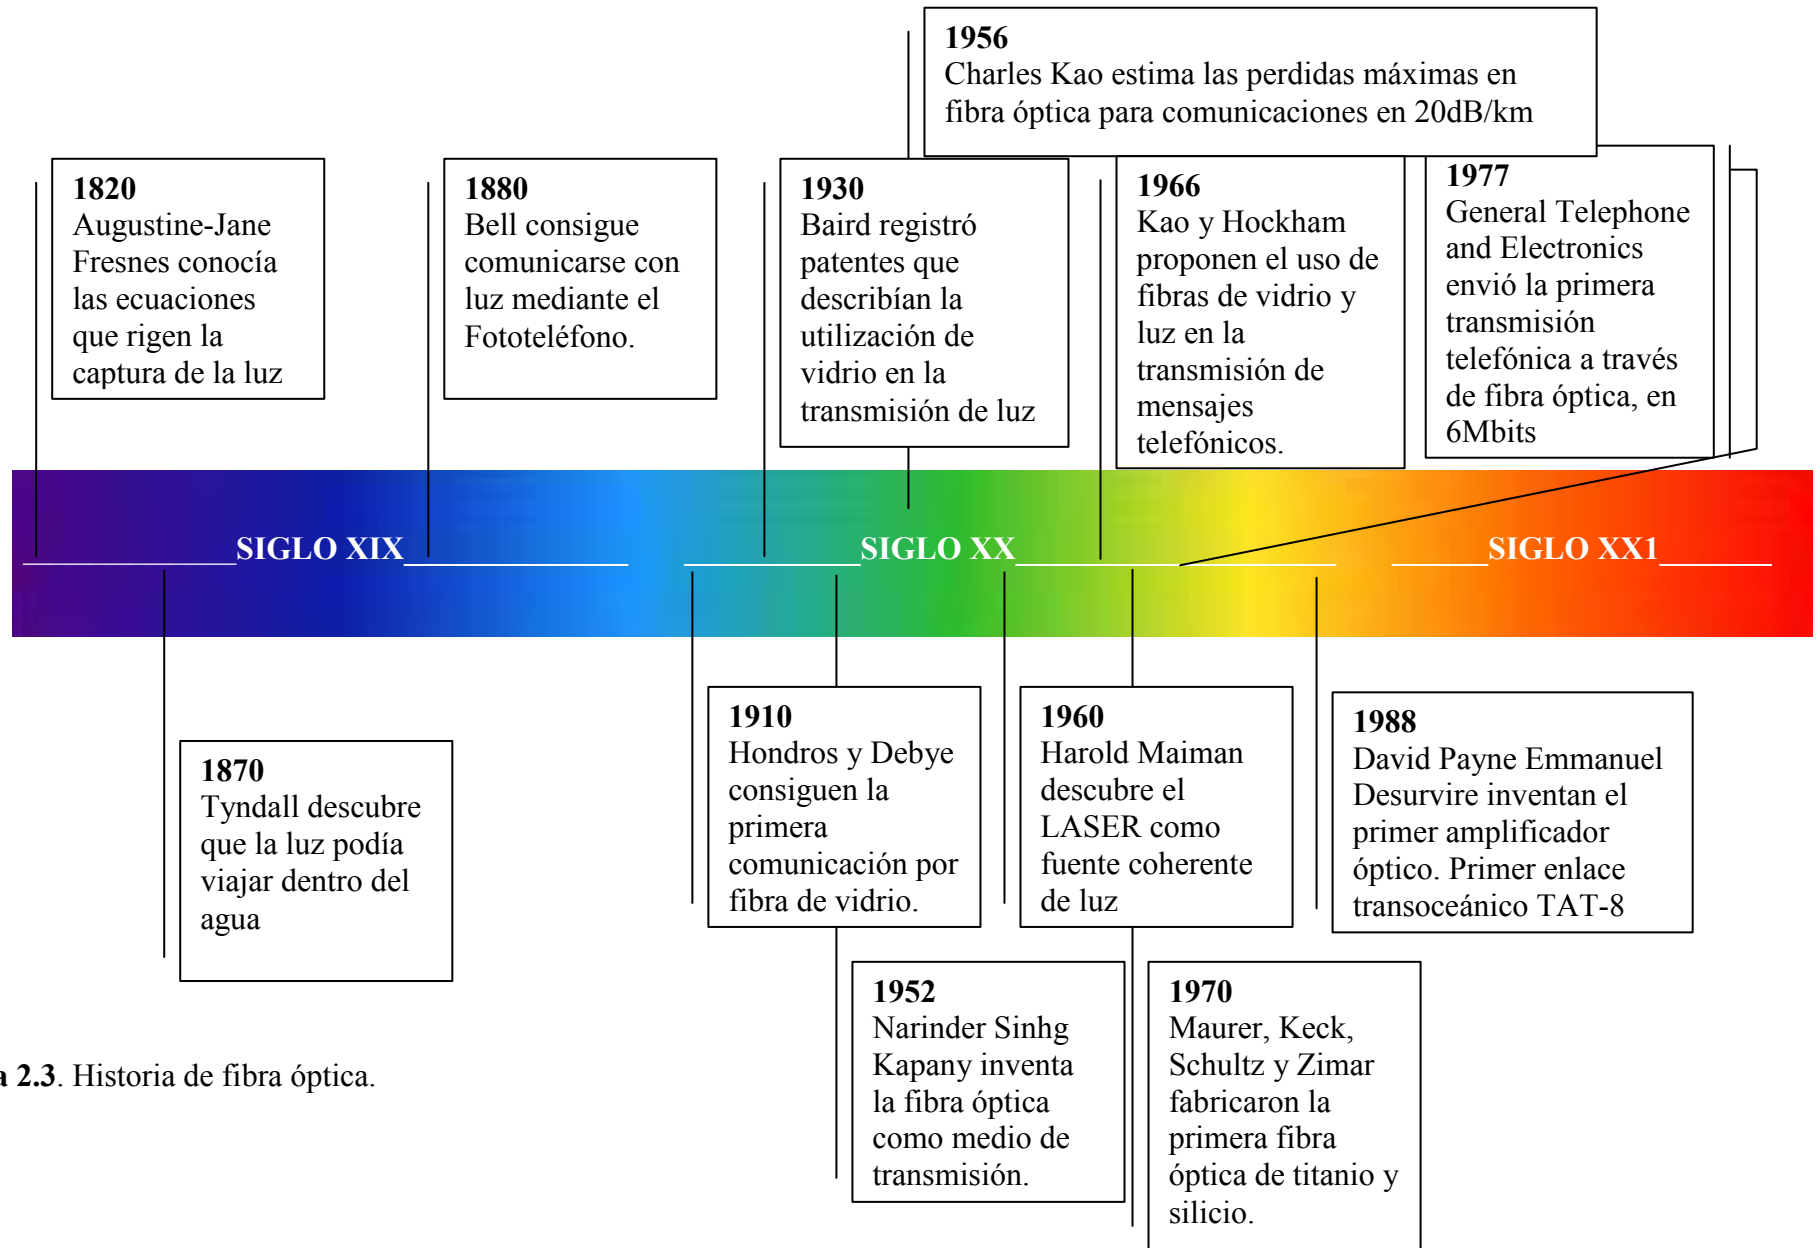 1956
Charles Kao estima las perdidas máximas en
fibra óptica para comunicaciones en 20dB/km
1820
Augustine-Jane
Fresnes conocía
las ecuaciones
que rigen la
captura de la luz
1880
Bell consigue
comunicarse con
luz mediante el
Fototeléfono.
1930
Baird registró
patentes que
describían la
utilización de
vidrio en la
transmisión de luz
1966
Kao y Hockham
proponen el uso de
fibras de vidrio y
luz en la
transmisión de
mensajes
telefónicos.
1977
General Telephone
and Electronics
envió la primera
transmisión
telefónica a través
de fibra óptica, en
6Mbits
SIGLO XIX
SIGLO XX
SIGLO XX1
1870
Tyndall descubre
que la luz podía
viajar dentro del
agua
1910
Hondros y Debye
consiguen la
primera
comunicación por
fibra de vidrio.
1960
Harold Maiman
descubre el
LASER como
fuente coherente
de luz
1988
David Payne Emmanuel
Desurvire inventan el
primer amplificador
óptico. Primer enlace
transoceánico TAT-8
1952
Narinder Sinhg
Kapany inventa
la fibra óptica
como medio de
transmisión.
1970
Maurer, Keck,
Schultz y Zimar
fabricaron la
primera fibra
óptica de titanio y
silicio.
a 2.3. Historia de fibra óptica.